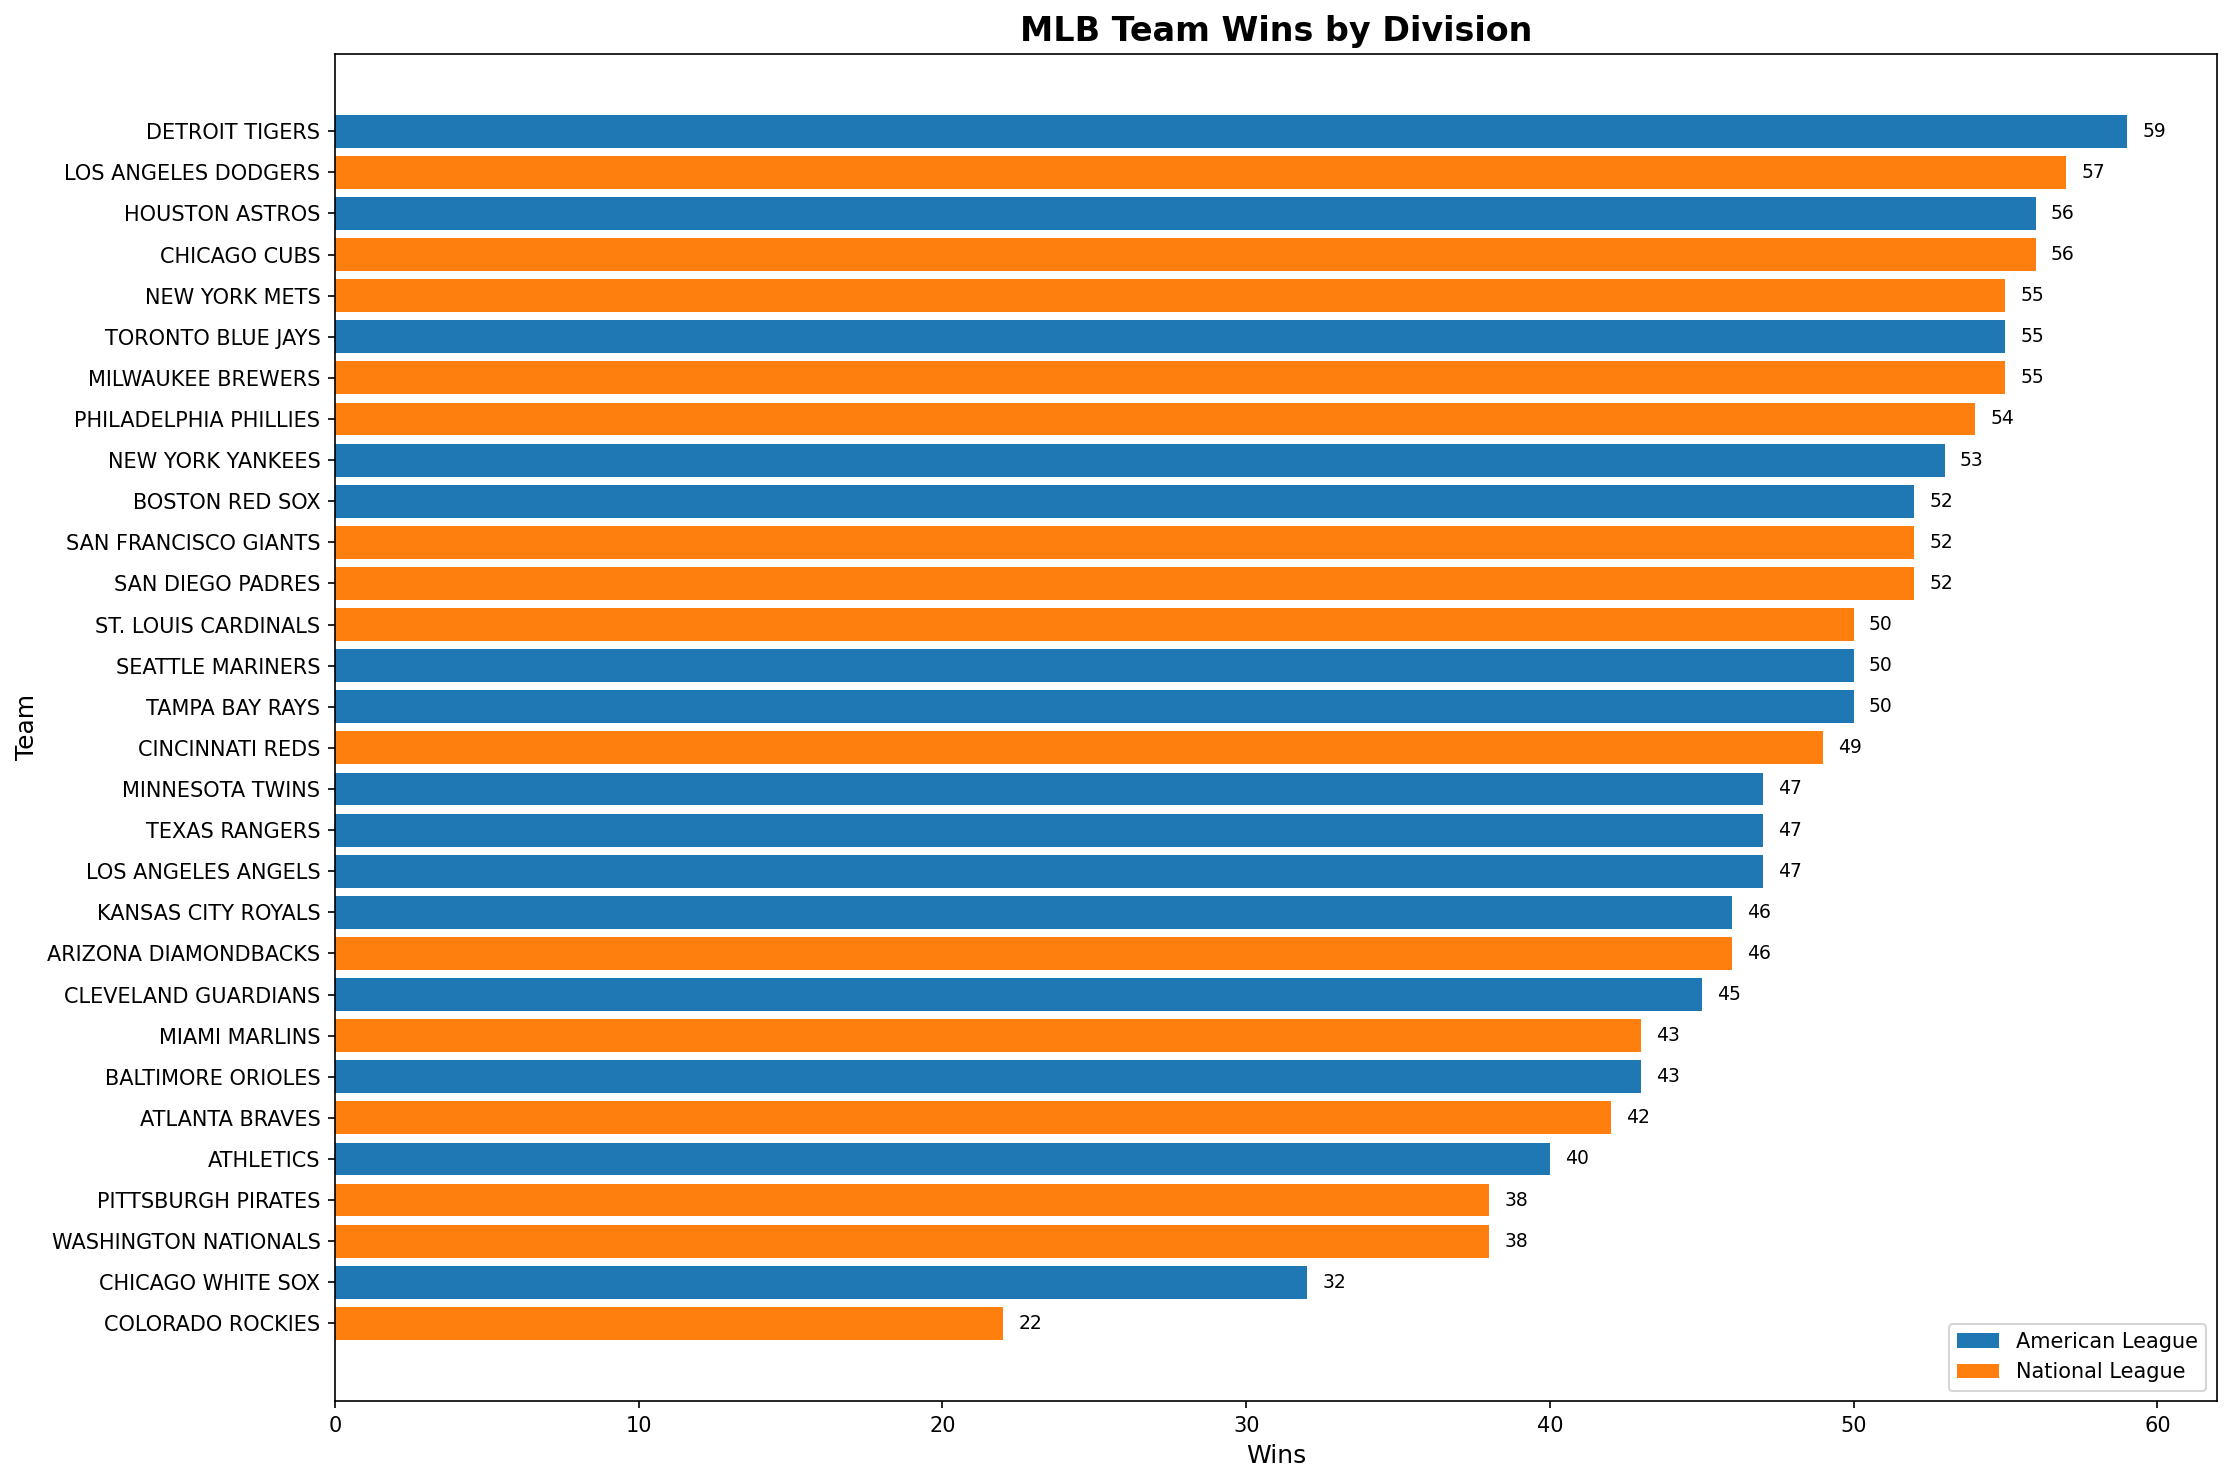 MLB Team Wins by Division
DETROIT TIGERS 59
LOS ANGELES DODGERS 57
HOUSTON ASTROS 56
CHICAGO CUBS 56
NEW YORK METS 55
TORONTO BLUE JAYS 55
MILWAUKEE BREWERS 55
PHILADELPHIA PHILLIES 54
NEW YORK YANKEES 53
BOSTON RED SOX 52
SAN FRANCISCO GIANTS 52
SAN DIEGO PADRES 52
ST. LOUIS CARDINALS 50
SEATTLE MARINERS 50
TAMPA BAY RAYS 50
CINCINNATI REDS 49
MINNESOTA TWINS 47
TEXAS RANGERS 47
LOS ANGELES ANGELS 47
KANSAS CITY ROYALS 46
ARIZONA DIAMONDBACKS 46
CLEVELAND GUARDIANS 45
MIAMI MARLINS 43
BALTIMORE ORIOLES 43
ATLANTA BRAVES 42
ATHLETICS 40
PITTSBURGH PIRATES 38
WASHINGTON NATIONALS 38
CHICAGO WHITE SOX 32
COLORADO ROCKIES 22
Team
American League
National League
0 10 20 30 40 50 60
Wins